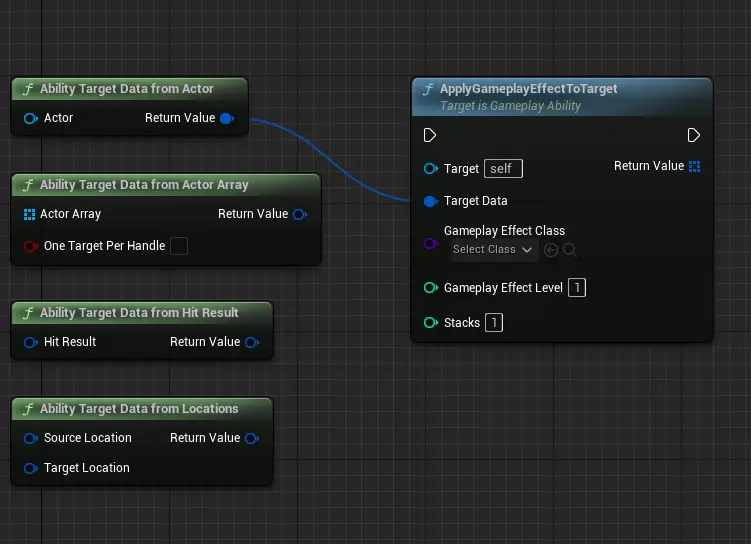 Ability Target Data from Actor
Actor
Return Value
Ability Target Data from Actor Array
Actor Array
Return Value
One Target Per Handle
Ability Target Data from Hit Result
Hit Result
Return Value
Ability Target Data from Locations
Source Location
Return Value
Target Location
ApplyGameplayEffectToTarget
Target is Gameplay Ability
Target self
Return Value
Target Data
Gameplay Effect Class
Select Class
Gameplay Effect Level 1
Stacks 1